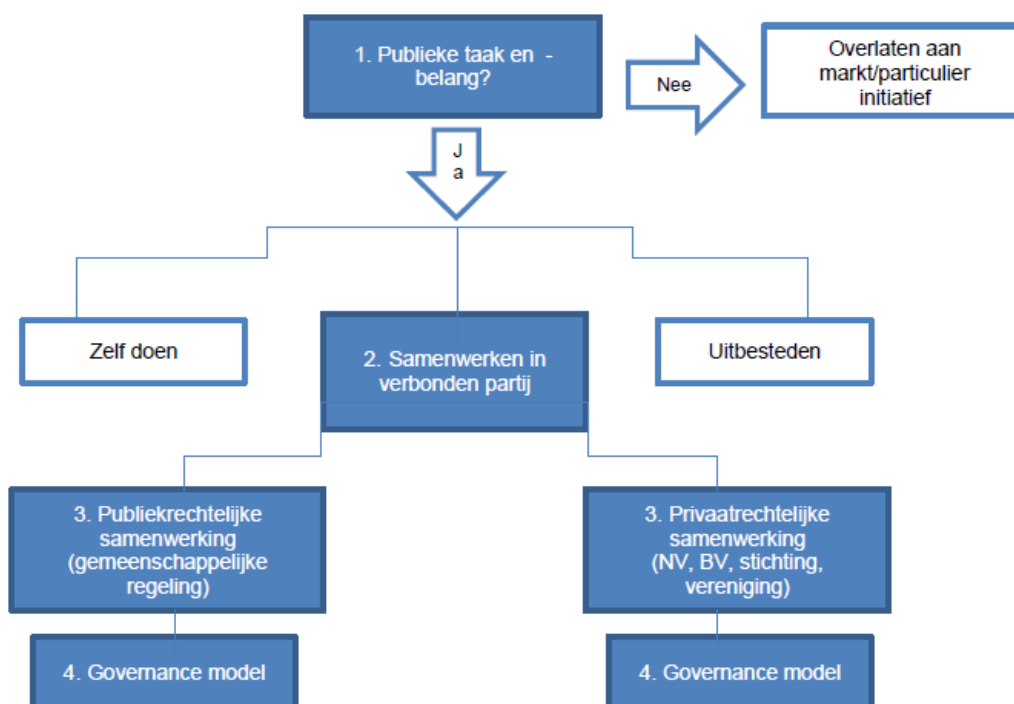 1. Publieke taak en -
belang?
Nee
Overlaten aan
markt/particulier
initiatief
J
a
Zelf doen
2. Samenwerken in
verbonden partij
Uitbesteden
3. Publiekrechtelijke
samenwerking
(gemeenschappelijke
regeling)
3. Privaatrechtelijke
samenwerking
(NV, BV, stichting,
vereniging)
4. Governance model
4. Governance model